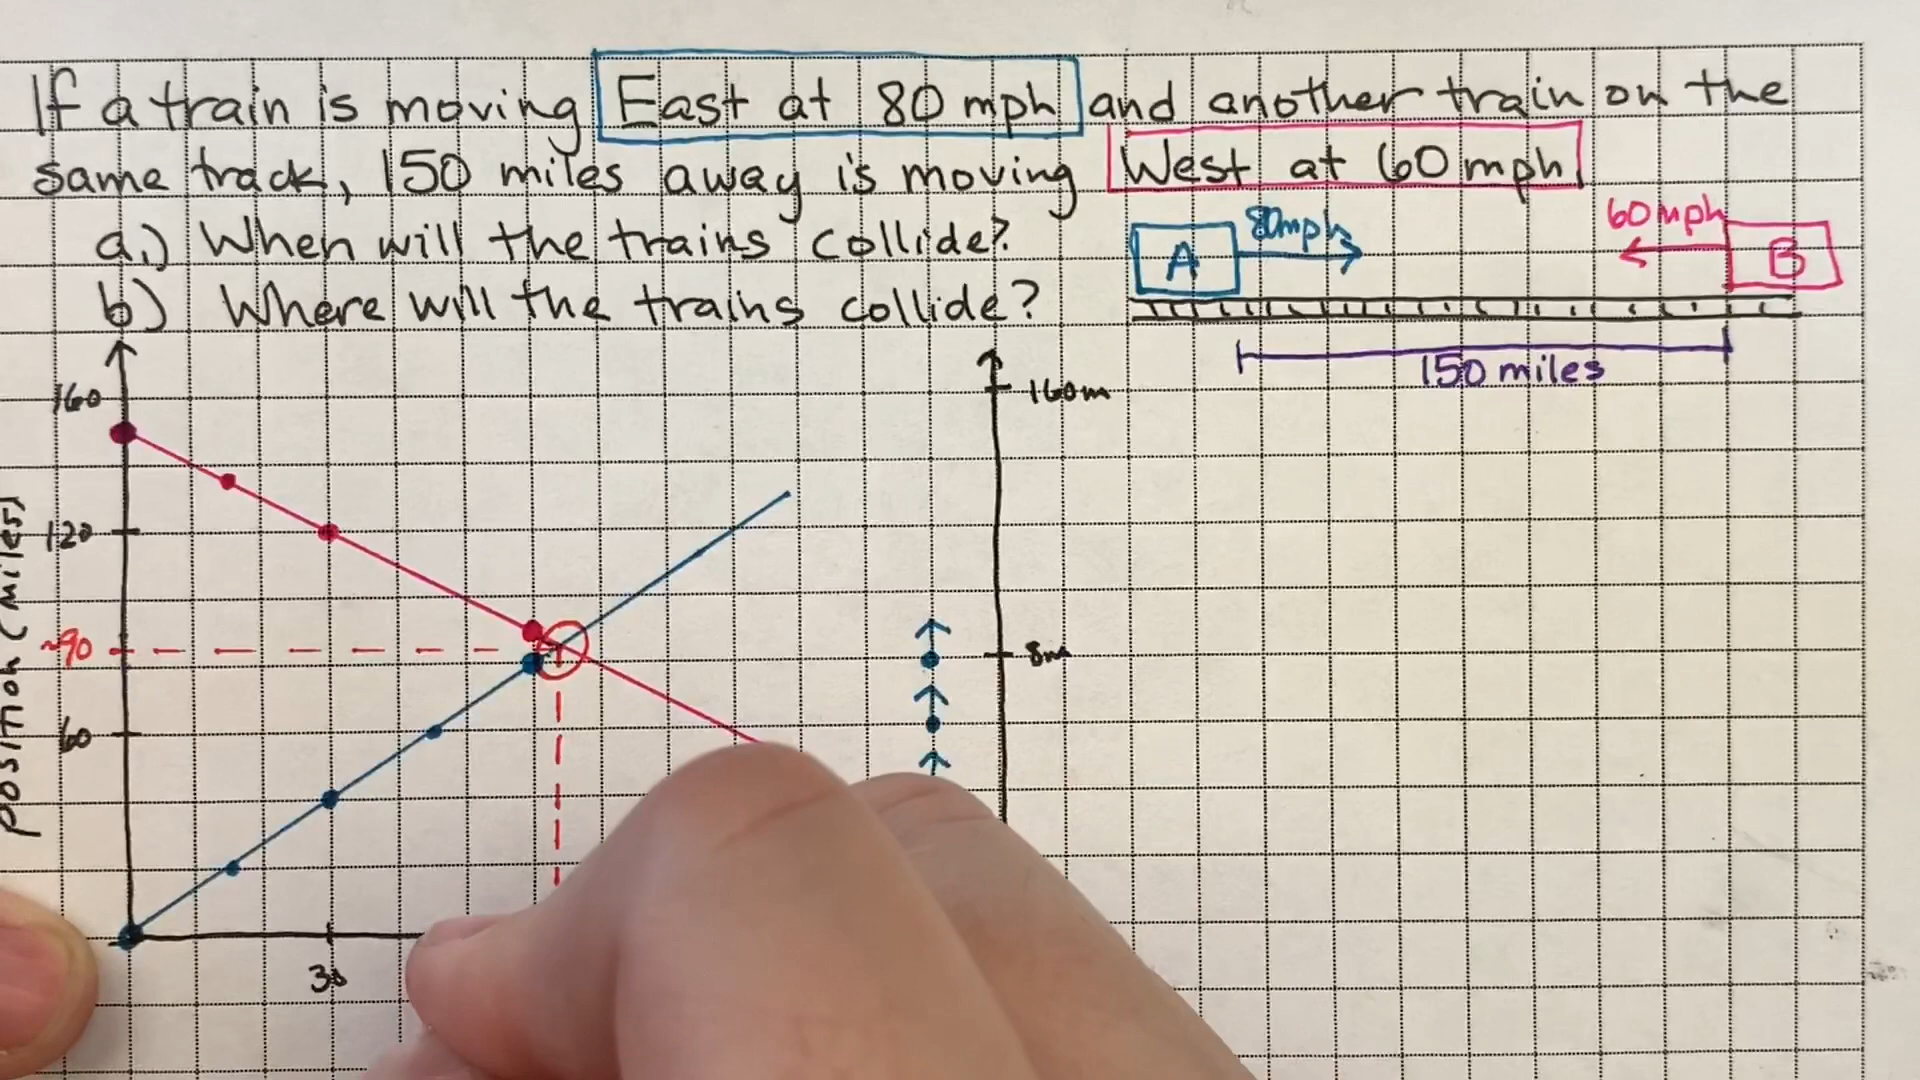 If a train is moving East at 80 mph and another train on the
same track, 150 miles away is moving West at 60 mph
a.) When will the trains collide?
b.) Where will the trains collide?
A 80mph
60mph B
150 miles
160
120
~90
60
Position (Miles)
160m